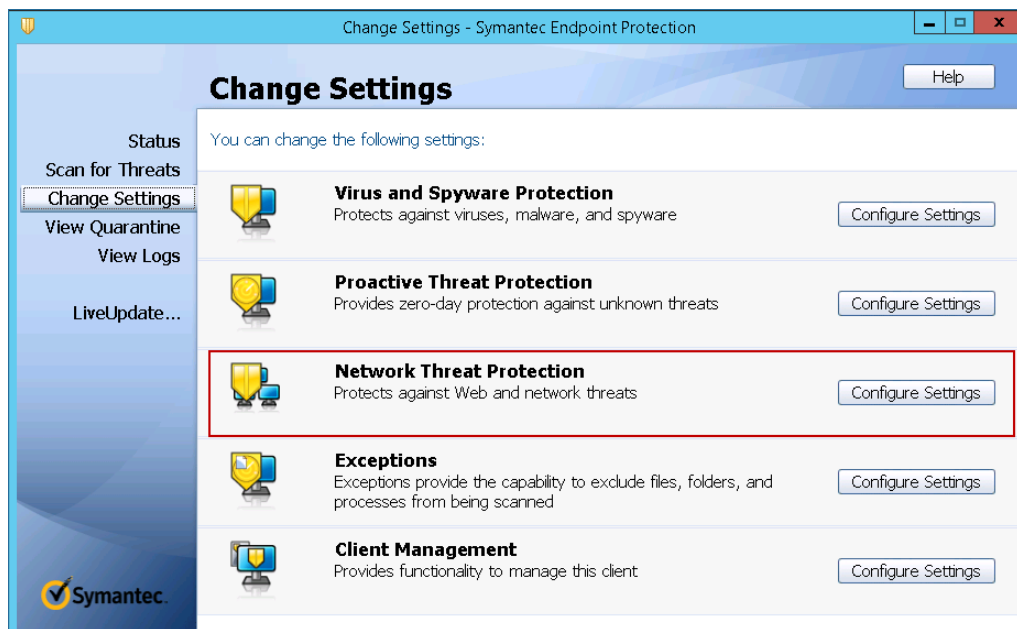 Change Settings - Symantec Endpoint Protection
Change Settings
Help
Status
Scan for Threats
Change Settings
View Quarantine
View Logs
LiveUpdate...
You can change the following settings:
Virus and Spyware Protection
Protects against viruses, malware, and spyware
Configure Settings
Proactive Threat Protection
Provides zero-day protection against unknown threats
Configure Settings
Network Threat Protection
Protects against Web and network threats
Configure Settings
Exceptions
Exceptions provide the capability to exclude files, folders, and
processes from being scanned
Configure Settings
Client Management
Provides functionality to manage this client
Configure Settings
Symantec.